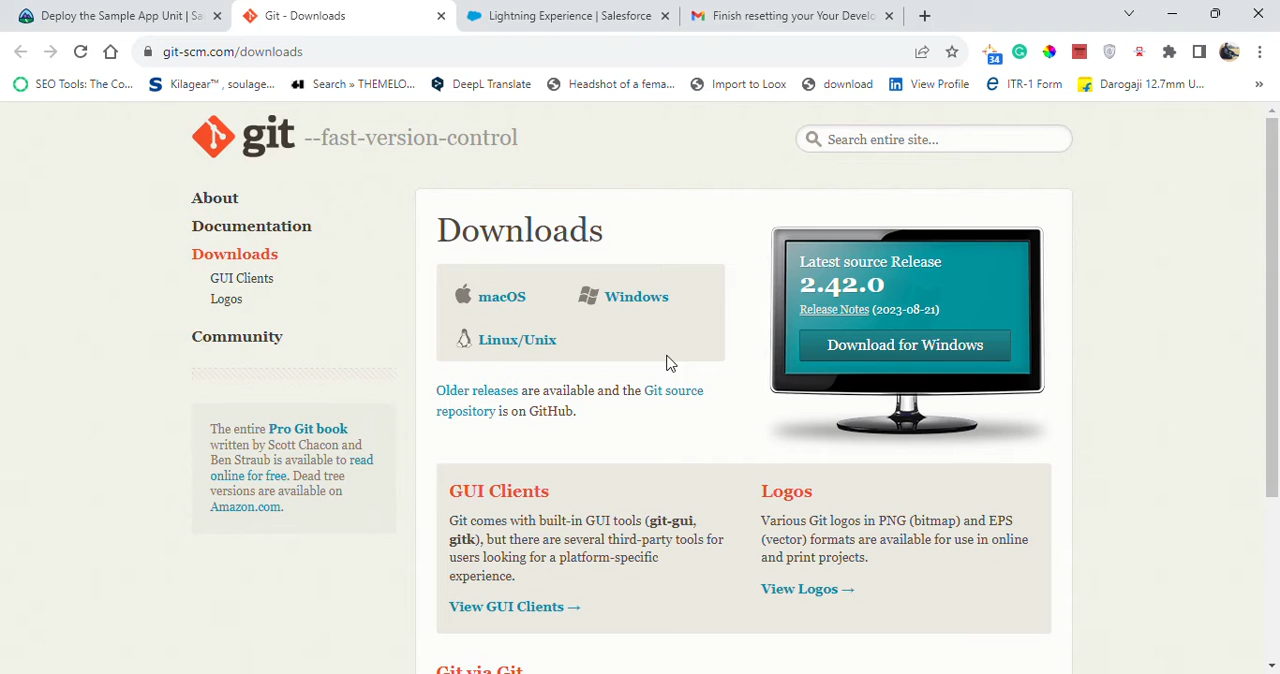 Deploy the Sample App Unit | Sa
Git - Downloads
Lightning Experience | Salesforce
Finish resetting your Your Develo
git-scm.com/downloads
34
SEO Tools: The Co...
Kilagear™ , soulage...
Search » THEMELO...
DeepL Translate
Headshot of a fema...
Import to Loox
download
View Profile
ITR-1 Form
Darogaji 12.7mm U...
»
git --fast-version-control
Search entire site...
About
Documentation
Downloads
GUI Clients
Logos
Community
The entire Pro Git book
written by Scott Chacon and
Ben Straub is available to read
online for free. Dead tree
versions are available on
Amazon.com.
Downloads
macOS
Windows
Linux/Unix
Older releases are available and the Git source
repository is on GitHub.
Latest source Release
2.42.0
Release Notes (2023-08-21)
Download for Windows
GUI Clients
Git comes with built-in GUI tools (git-gui,
gitk), but there are several third-party tools for
users looking for a platform-specific
experience.
View GUI Clients →
Logos
Various Git logos in PNG (bitmap) and EPS
(vector) formats are available for use in online
and print projects.
View Logos →
Git via Git